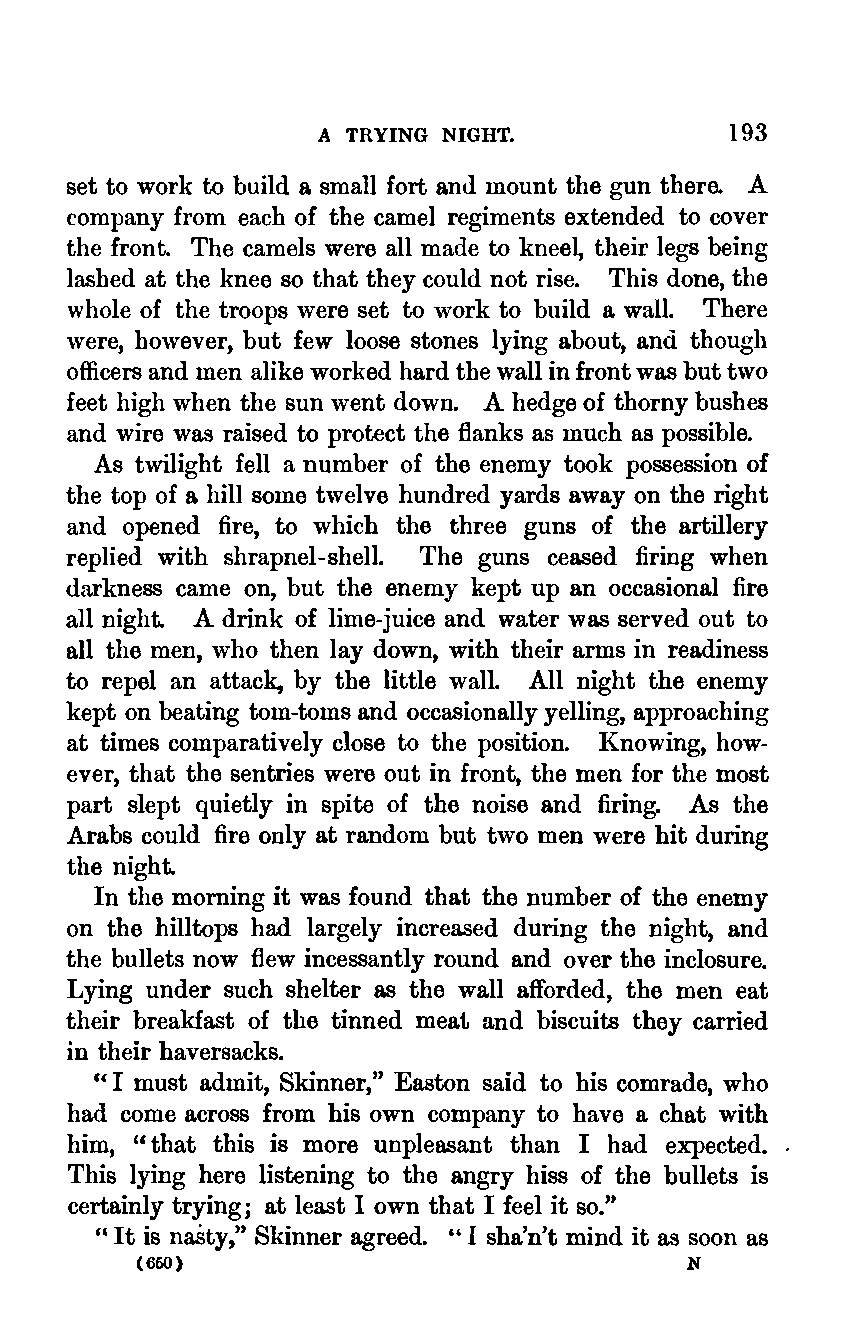 A TRYING NIGHT. 193
set to work to build a small fort and mount the gun there. A
company from each of the camel regiments extended to cover
the front. The camels were all made to kneel, their legs being
lashed at the knee so that they could not rise. This done, the
whole of the troops were set to work to build a wall. There
were, however, but few loose stones lying about, and though
officers and men alike worked hard the wall in front was but two
feet high when the sun went down. A hedge of thorny bushes
and wire was raised to protect the flanks as much as possible.
As twilight fell a number of the enemy took possession of
the top of a hill some twelve hundred yards away on the right
and opened fire, to which the three guns of the artillery
replied with shrapnel-shell. The guns ceased firing when
darkness came on, but the enemy kept up an occasional fire
all night. A drink of lime-juice and water was served out to
all the men, who then lay down, with their arms in readiness
to repel an attack, by the little wall. All night the enemy
kept on beating tom-toms and occasionally yelling, approaching
at times comparatively close to the position. Knowing, how-
ever, that the sentries were out in front, the men for the most
part slept quietly in spite of the noise and firing. As the
Arabs could fire only at random but two men were hit during
the night.
In the morning it was found that the number of the enemy
on the hilltops had largely increased during the night, and
the bullets now flew incessantly round and over the inclosure.
Lying under such shelter as the wall afforded, the men eat
their breakfast of the tinned meat and biscuits they carried
in their haversacks.
"I must admit, Skinner," Easton said to his comrade, who
had come across from his own company to have a chat with
him, "that this is more unpleasant than I had expected.
This lying here listening to the angry hiss of the bullets is
certainly trying; at least I own that I feel it so."
"It is nasty," Skinner agreed. "I sha'n't mind it as soon as
(650) N